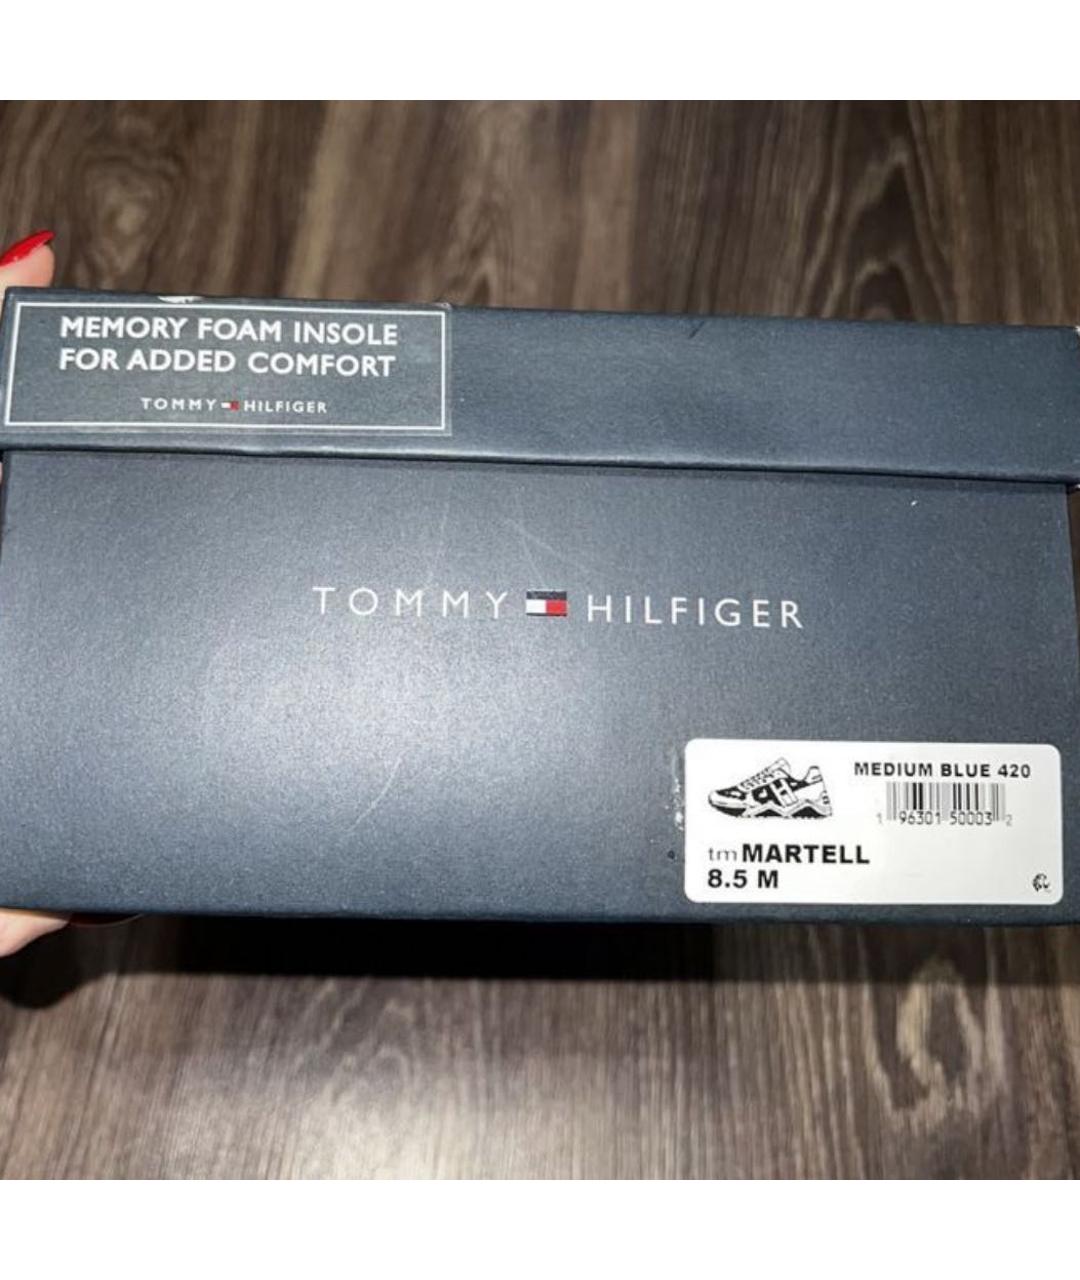 MEMORY FOAM INSOLE
FOR ADDED COMFORT
TOMMY HILFIGER
TOMMY HILFIGER
MEDIUM BLUE 420
1 96301 50003 2
tm MARTELL
8.5 M